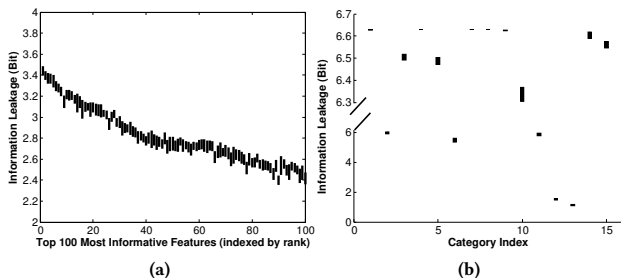 4
3.8
3.6
3.4
3.2
3
2.8
2.6
2.4
2.2
2
0 20 40 60 80 100
Information Leakage (Bit)
Top 100 Most Informative Features (indexed by rank)
(a)
6.7
6.6
6.5
6.4
6.3
6
4
2
0
0 5 10 15
Information Leakage (Bit)
Category Index
(b)